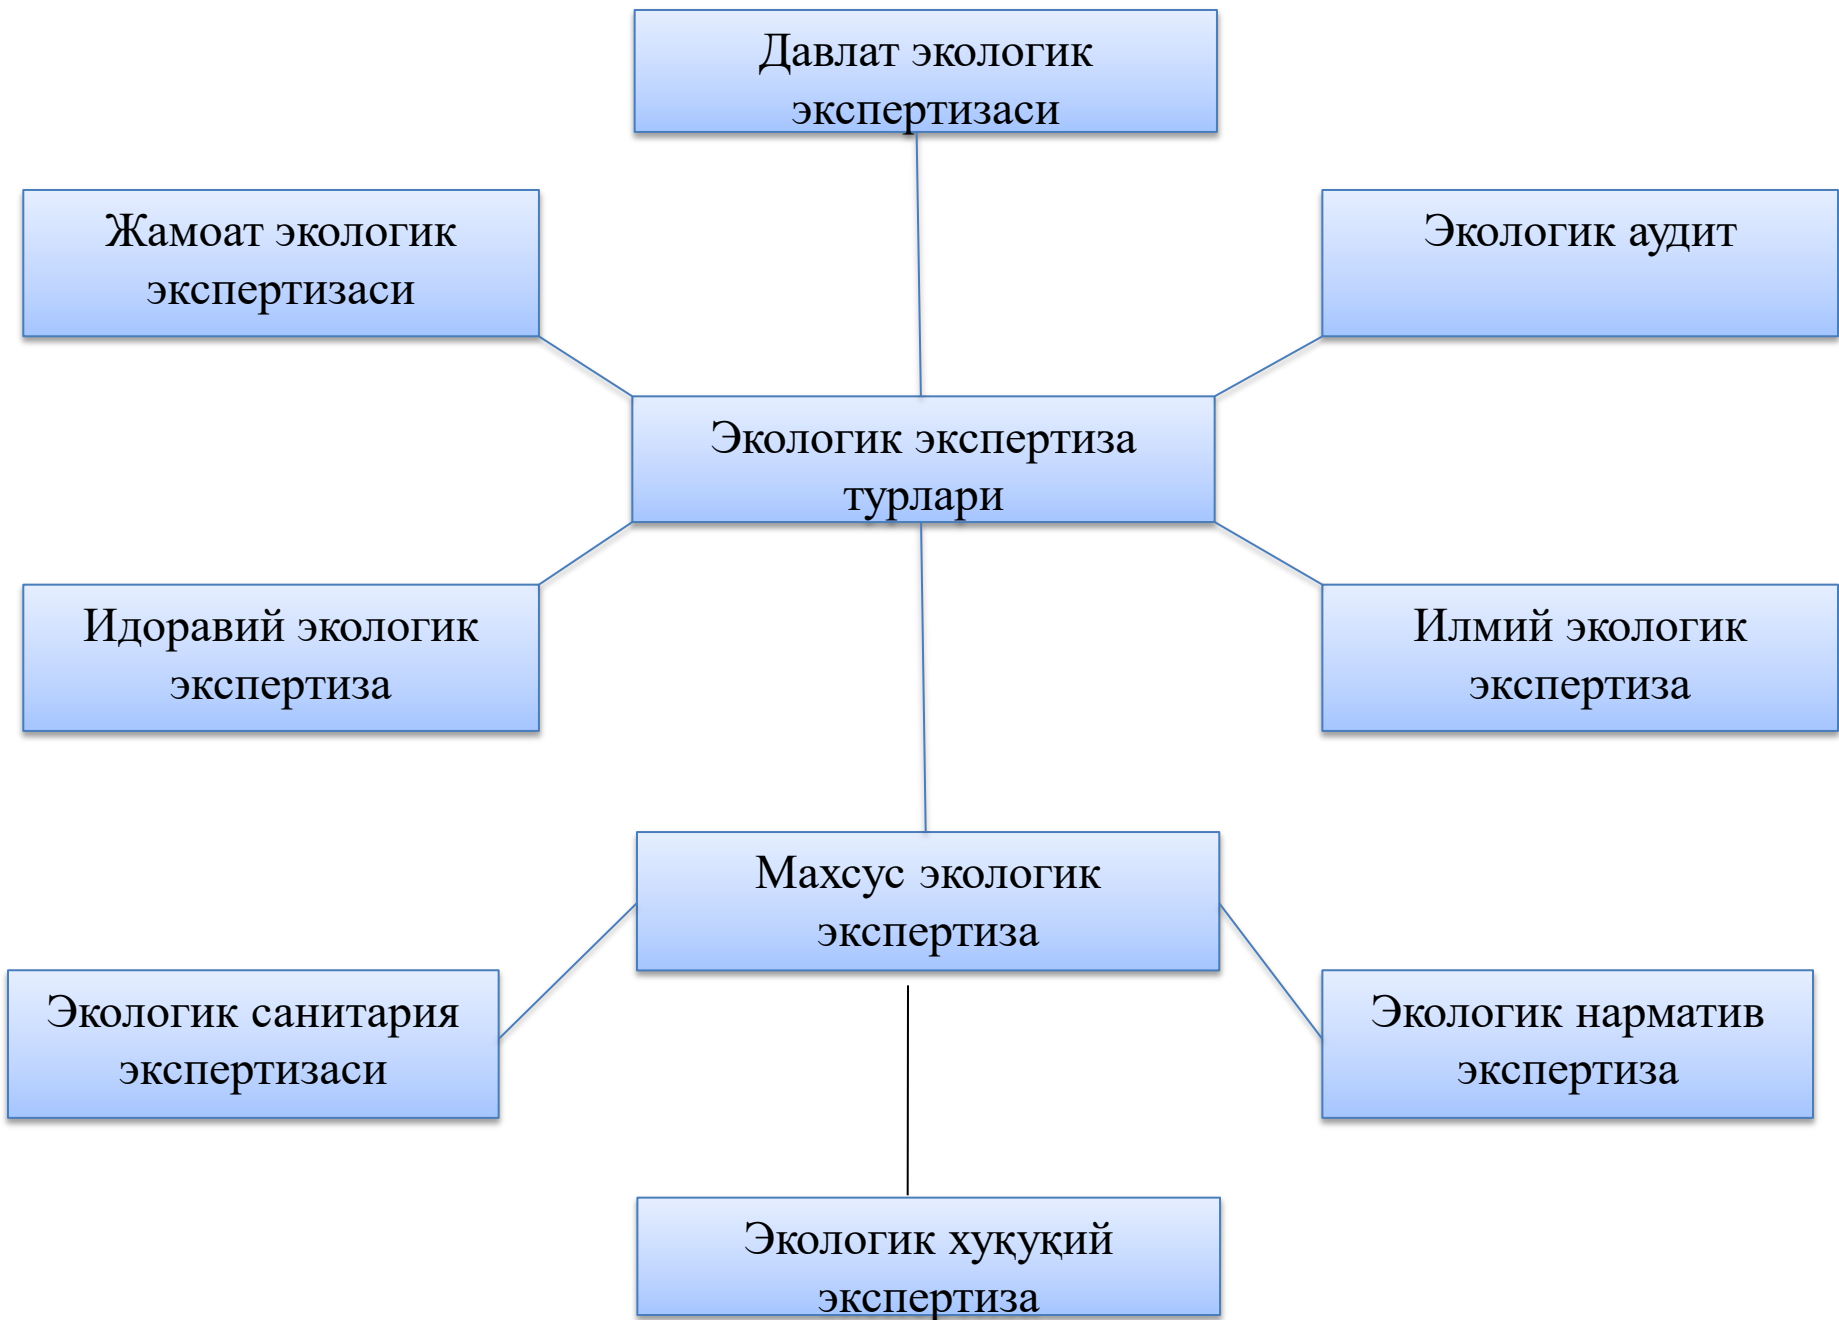 Давлат экологик
экспертизаси
Жамоат экологик
экспертизаси
Экологик аудит
Экологик экспертиза
турлари
Идоравий экологик
экспертиза
Илмий экологик
экспертиза
Махсус экологик
экспертиза
Экологик санитария
экспертизаси
Экологик нарматив
экспертиза
Экологик хуқуқий
экспертиза